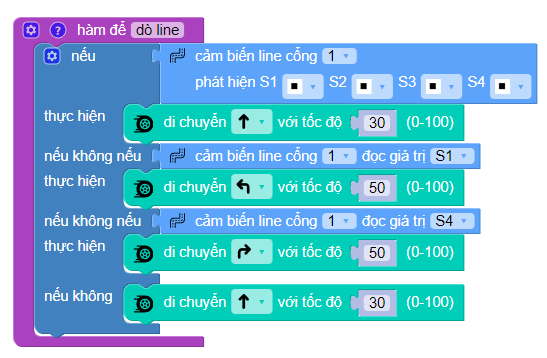 ? hàm để dò line
nếu cảm biến line cổng 1
phát hiện S1 S2 S3 S4
thực hiện di chuyển với tốc độ 30 (0-100)
nếu không nếu cảm biến line cổng 1 đọc giá trị S1
thực hiện di chuyển với tốc độ 50 (0-100)
nếu không nếu cảm biến line cổng 1 đọc giá trị S4
thực hiện di chuyển với tốc độ 50 (0-100)
nếu không di chuyển với tốc độ 30 (0-100)